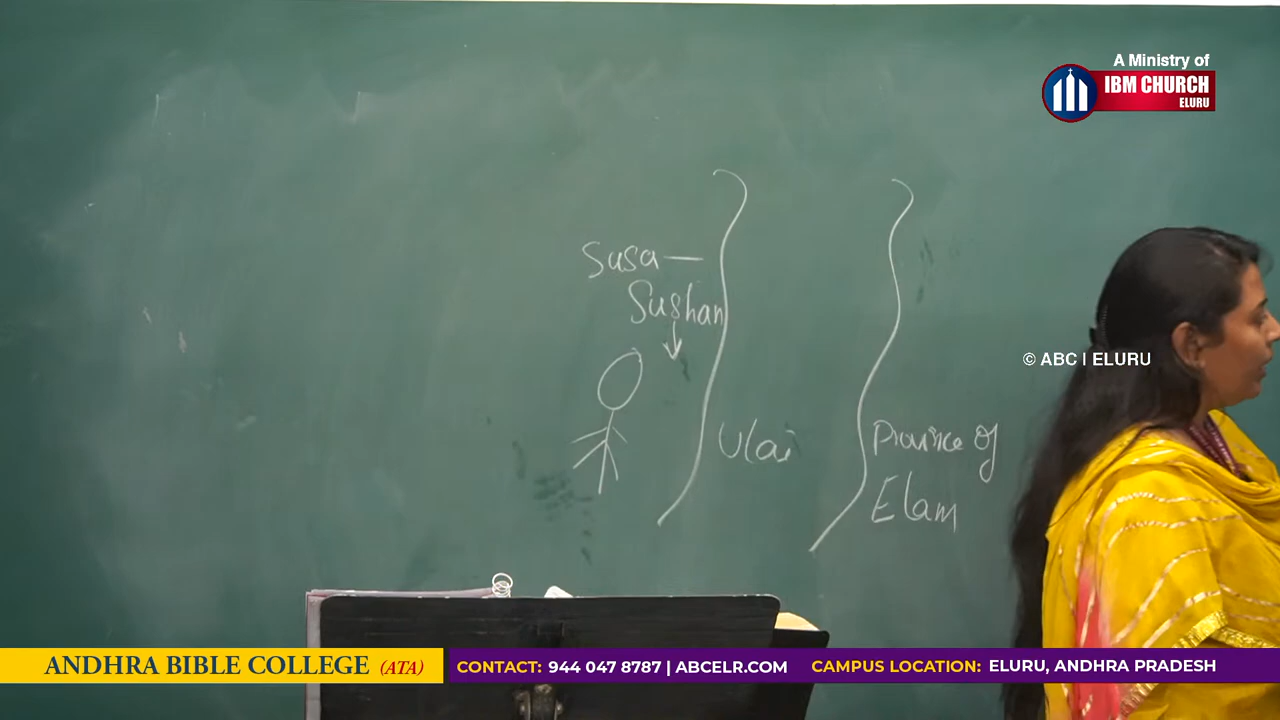 A Ministry of
IBM CHURCH
ELURU
Susa —
Sushan
© ABC | ELURU
Ulai
Province of
Elam
ANDHRA BIBLE COLLEGE (ATA)
CONTACT: 944 047 8787 | ABCELR.COM
CAMPUS LOCATION: ELURU, ANDHRA PRADESH